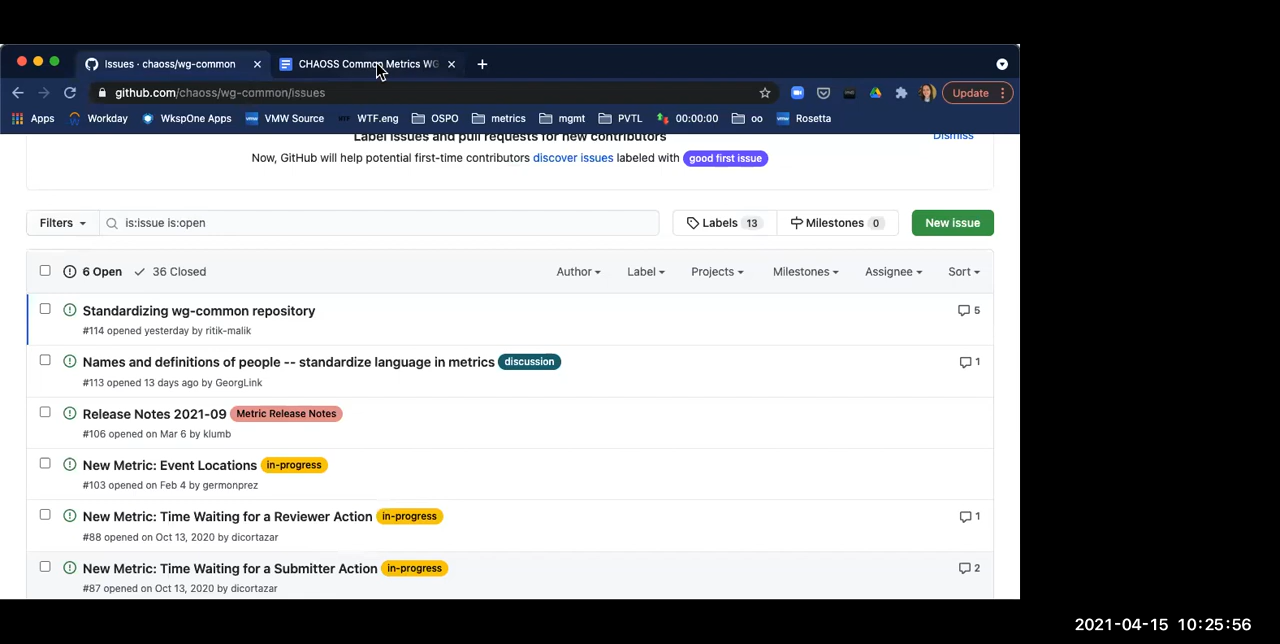 Issues · chaoss/wg-common
CHAOSS Common Metrics WG
github.com/chaoss/wg-common/issues
Update
Apps
Workday
WkspOne Apps
VMW Source
WTF.eng
OSPO
metrics
mgmt
PVTL
00:00:00
oo
Rosetta
Label issues and pull requests for new contributors
Dismiss
Now, GitHub will help potential first-time contributors discover issues labeled with good first issue
Filters
is:issue is:open
Labels 13
Milestones 0
New issue
6 Open
36 Closed
Author
Label
Projects
Milestones
Assignee
Sort
Standardizing wg-common repository
5
#114 opened yesterday by ritik-malik
Names and definitions of people -- standardize language in metrics discussion
1
#113 opened 13 days ago by GeorgLink
Release Notes 2021-09 Metric Release Notes
#106 opened on Mar 6 by klumb
New Metric: Event Locations in-progress
#103 opened on Feb 4 by germonprez
New Metric: Time Waiting for a Reviewer Action in-progress
1
#88 opened on Oct 13, 2020 by dicortazar
New Metric: Time Waiting for a Submitter Action in-progress
2
#87 opened on Oct 13, 2020 by dicortazar
2021-04-15 10:25:56